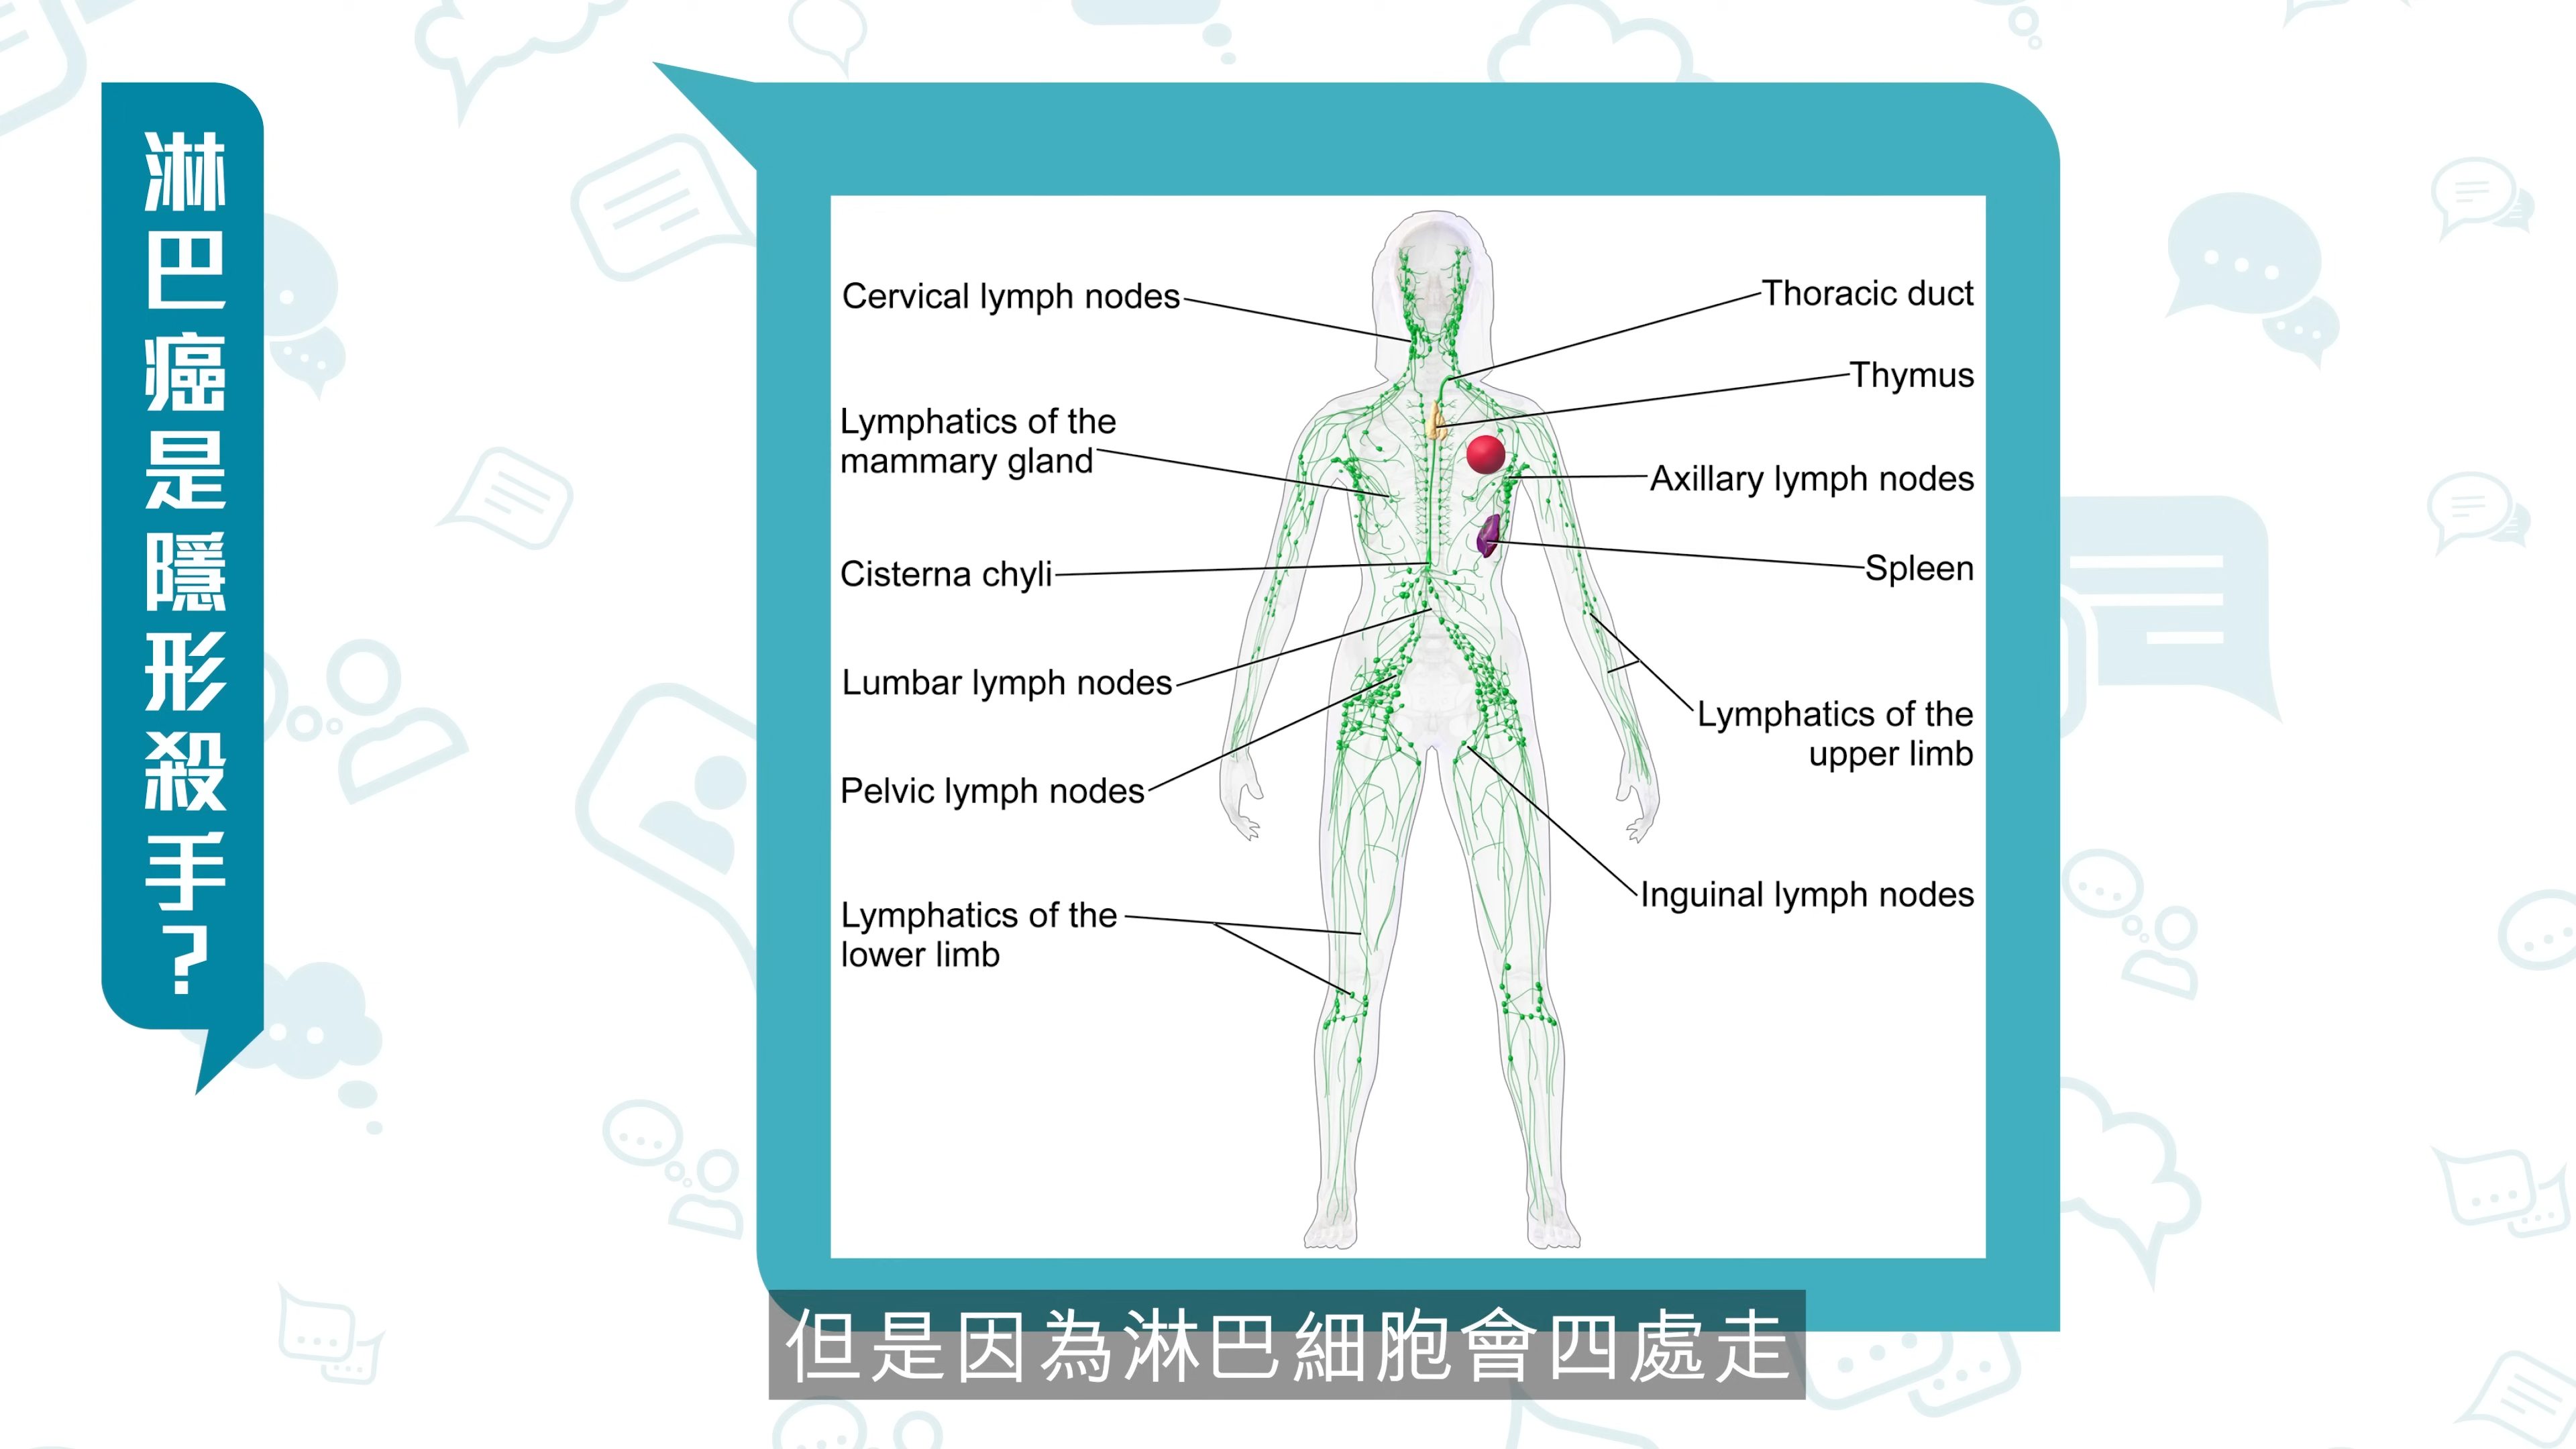 淋巴癌是隱形殺手?
Cervical lymph nodes
Lymphatics of the
mammary gland
Cisterna chyli
Lumbar lymph nodes
Pelvic lymph nodes
Lymphatics of the
lower limb
Thoracic duct
Thymus
Axillary lymph nodes
Spleen
Lymphatics of the
upper limb
Inguinal lymph nodes
但是因為淋巴細胞會四處走